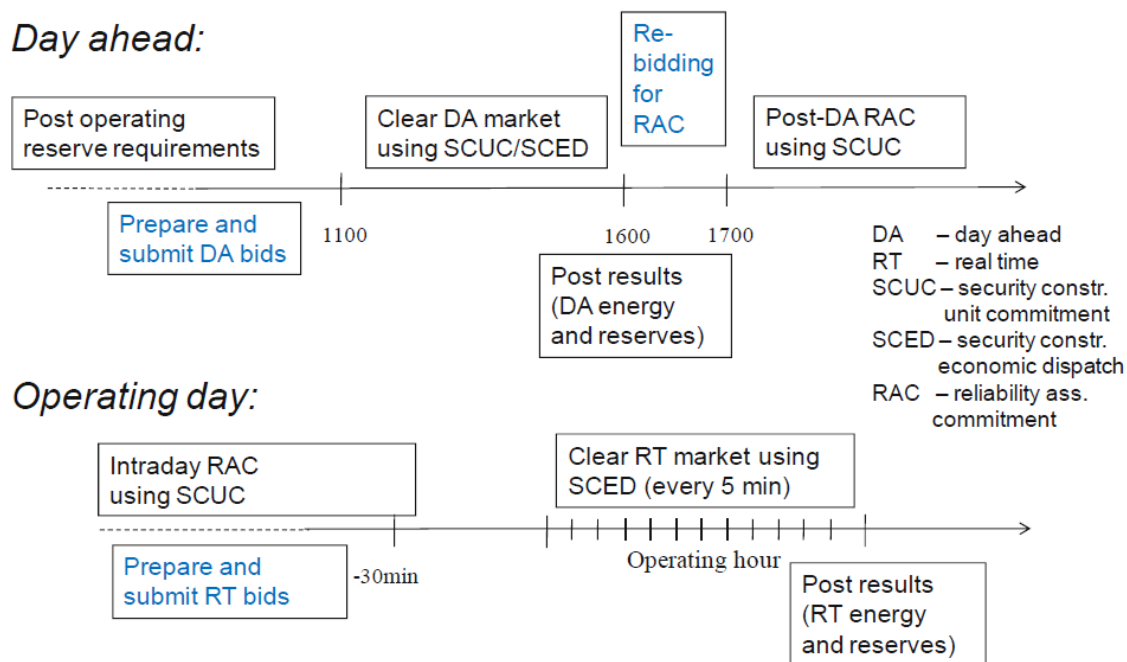 Day ahead:
Re-
bidding
for
RAC
Post operating
reserve requirements
Clear DA market
using SCUC/SCED
Post-DA RAC
using SCUC
Prepare and
submit DA bids
1100
1600
1700
Post results
(DA energy
and reserves)
DA – day ahead
RT – real time
SCUC – security constr.
unit commitment
SCED – security constr.
economic dispatch
RAC – reliability ass.
commitment
Operating day:
Intraday RAC
using SCUC
Clear RT market using
SCED (every 5 min)
Prepare and
submit RT bids
-30min
Operating hour
Post results
(RT energy
and reserves)